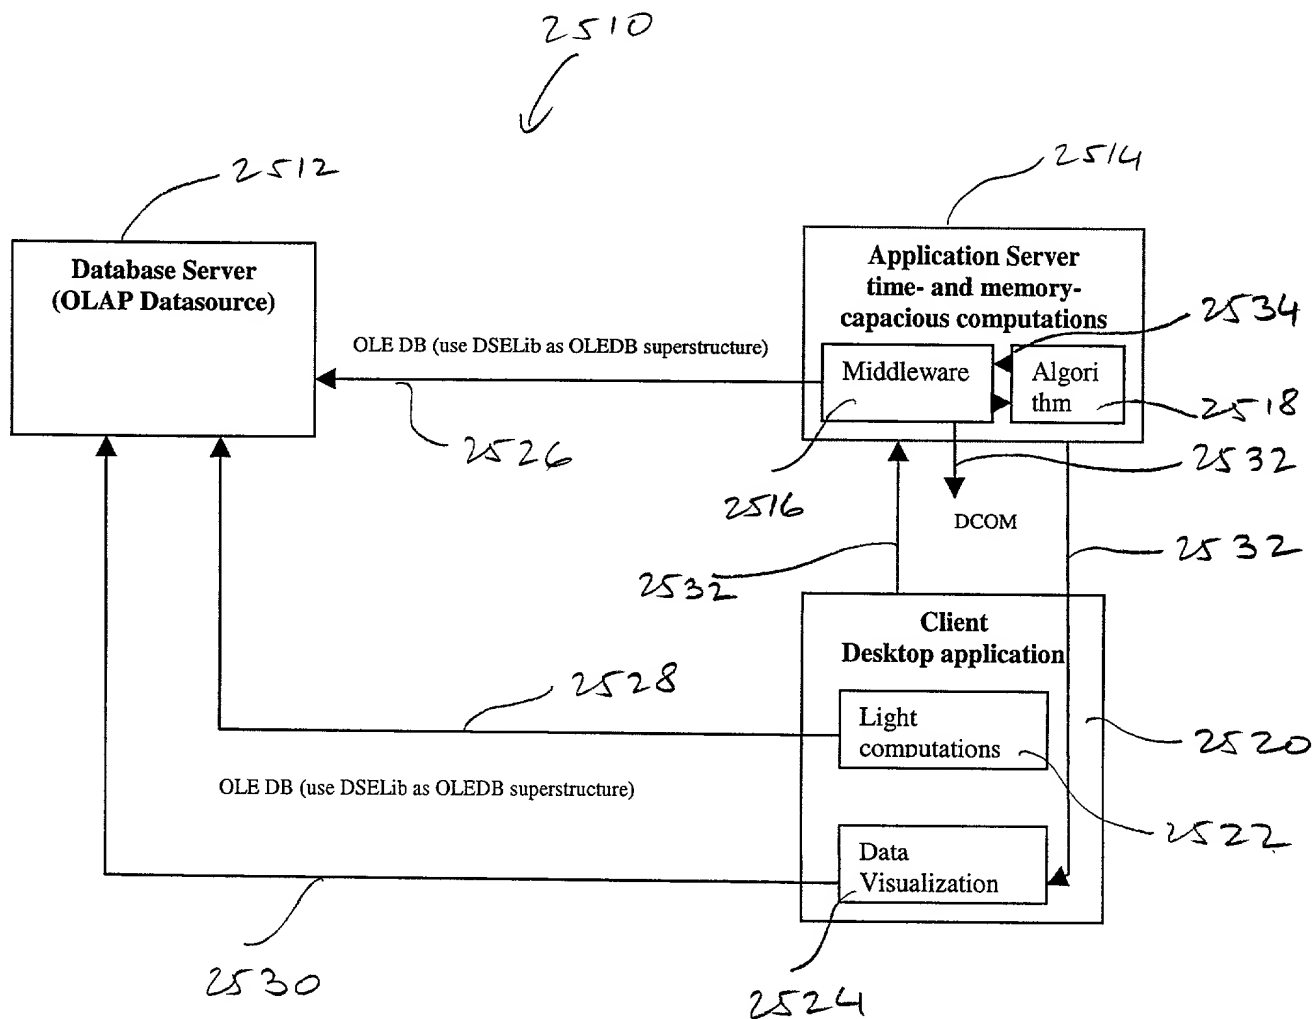 2510
2512
2514
Database Server
(OLAP Datasource)
Application Server
time- and memory-
capacious computations
2534
OLE DB (use DSELib as OLEDB superstructure)
Middleware
Algori
thm
2518
2526
2516
2532
DCOM
2532
2532
Client
Desktop application
2528
Light
computations
2520
OLE DB (use DSELib as OLEDB superstructure)
2522
Data
Visualization
2530
2524